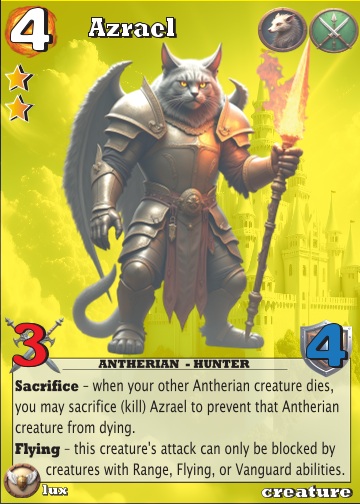 4 Azrael
3
4
ANTHERIAN - HUNTER
Sacrifice - when your other Antherian creature dies,
you may sacrifice (kill) Azrael to prevent that Antherian
creature from dying.
Flying - this creature's attack can only be blocked by
creatures with Range, Flying, or Vanguard abilities.
lux creature